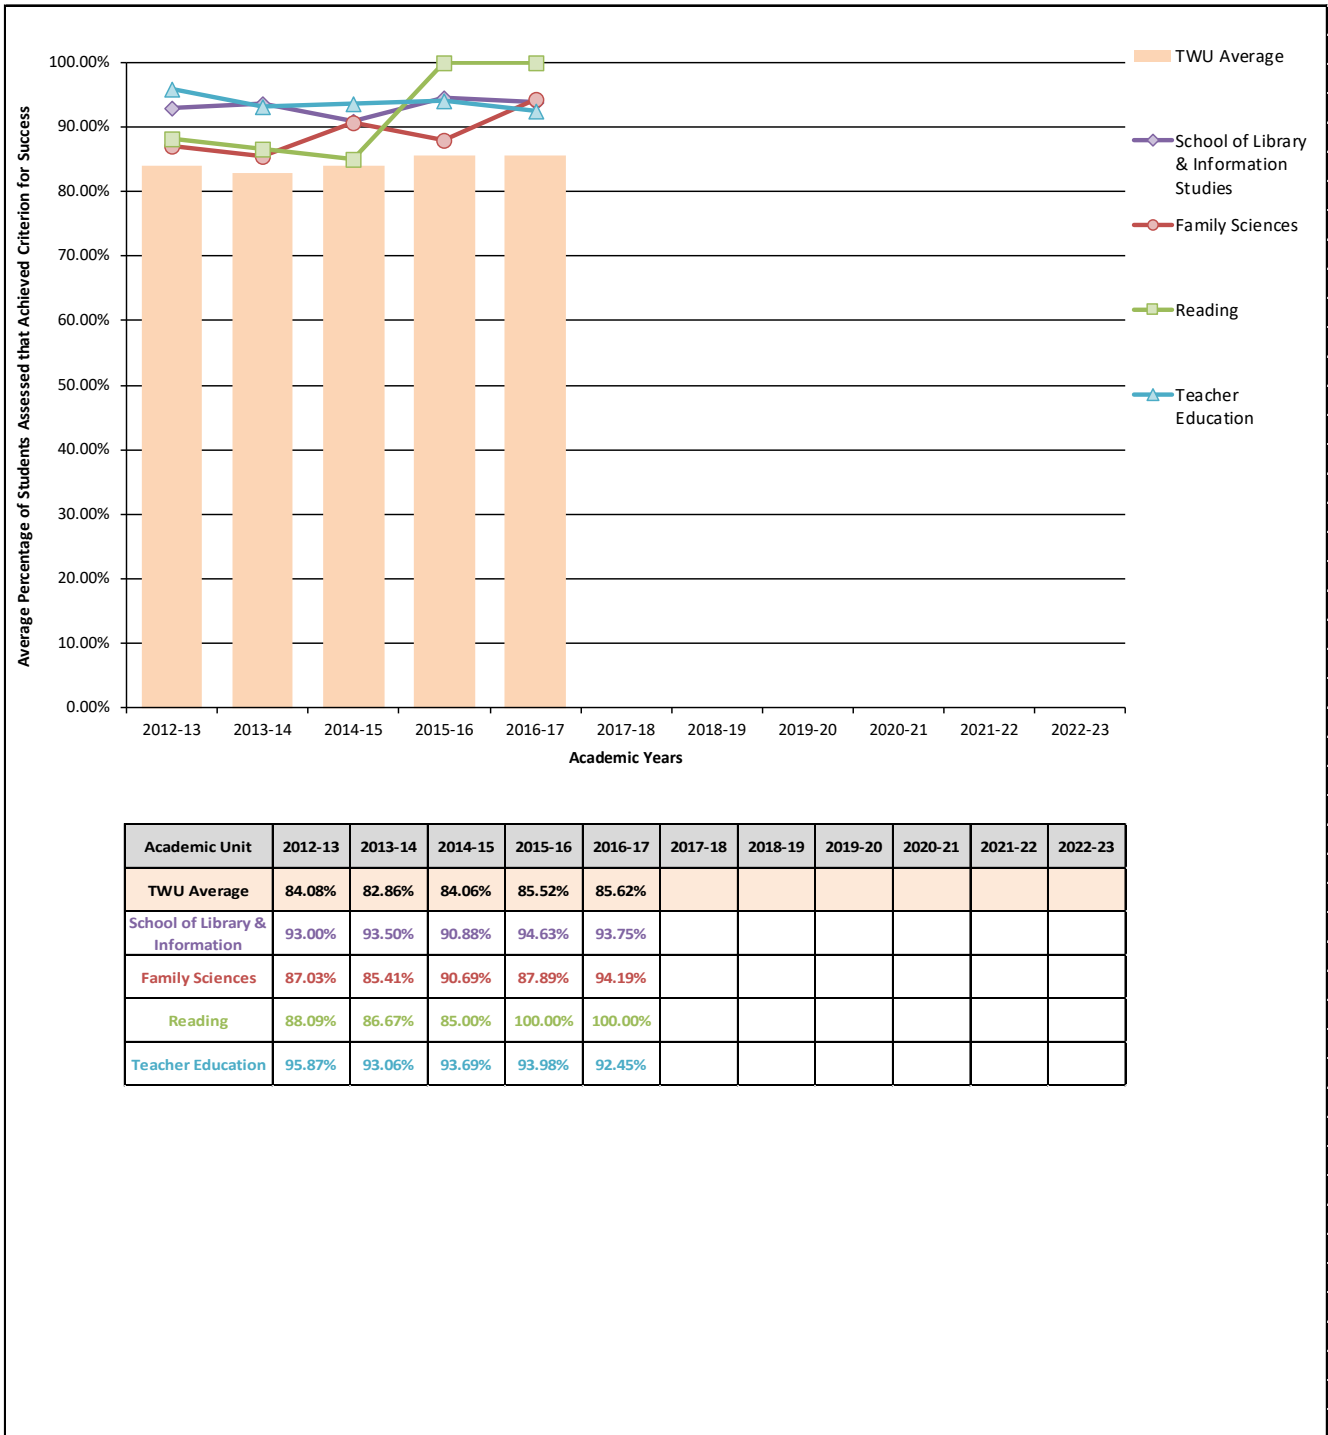 100.00%
90.00%
80.00%
70.00%
60.00%
50.00%
40.00%
30.00%
20.00%
10.00%
0.00%
Average Percentage of Students Assessed that Achieved Criterion for Success
2012-13 2013-14 2014-15 2015-16 2016-17 2017-18 2018-19 2019-20 2020-21 2021-22 2022-23
Academic Years
TWU Average
School of Library
& Information
Studies
Family Sciences
Reading
Teacher
Education
Academic Unit 2012-13 2013-14 2014-15 2015-16 2016-17 2017-18 2018-19 2019-20 2020-21 2021-22 2022-23
TWU Average 84.08% 82.86% 84.06% 85.52% 85.62%
School of Library &
Information 93.00% 93.50% 90.88% 94.63% 93.75%
Family Sciences 87.03% 85.41% 90.69% 87.89% 94.19%
Reading 88.09% 86.67% 85.00% 100.00% 100.00%
Teacher Education 95.87% 93.06% 93.69% 93.98% 92.45%